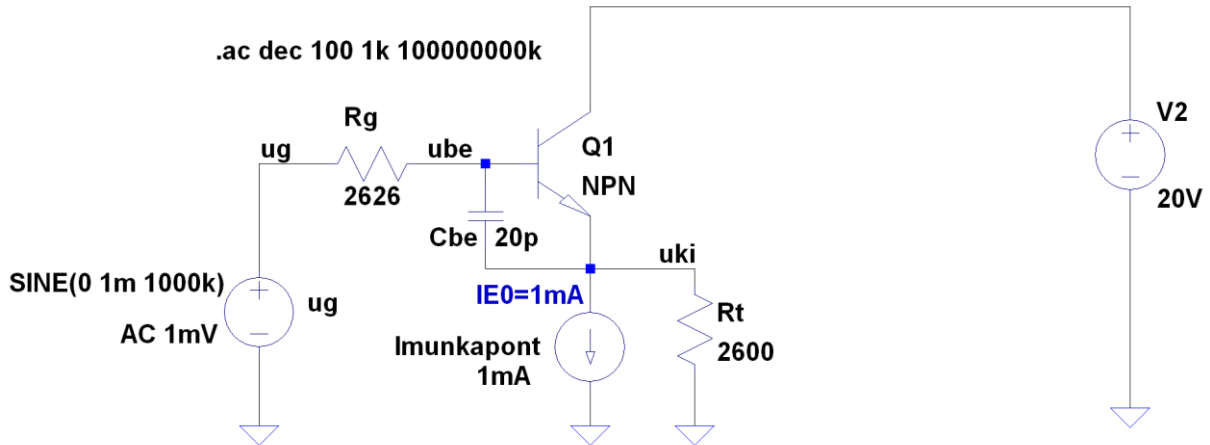 .ac dec 100 1k 100000000k
Rg
V2
ug
ube
Q1
2626
NPN
20V
Cbe
20p
uki
SINE(0 1m 1000k)
ug
IE0=1mA
Rt
AC 1mV
Imunkapont
2600
1mA